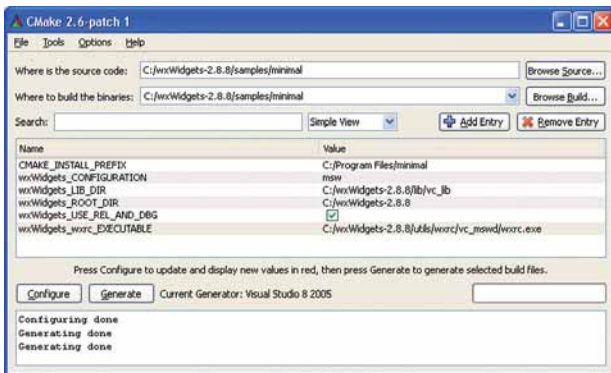 CMake 2.6-patch 1
File Tools Options Help
Where is the source code: C:/wxWidgets-2.8.8/samples/minimal Browse Source...
Where to build the binaries: C:/wxWidgets-2.8.8/samples/minimal Browse Build...
Search: Simple View Add Entry Remove Entry
Name Value
CMAKE_INSTALL_PREFIX C:/Program Files/minimal
wxWidgets_CONFIGURATION msw
wxWidgets_LIB_DIR C:/wxWidgets-2.8.8/lib/vc_lib
wxWidgets_ROOT_DIR C:/wxWidgets-2.8.8
wxWidgets_USE_REL_AND_DBG
wxWidgets_wxrc_EXECUTABLE C:/wxWidgets-2.8.8/utils/wxrc/vc_mswd/wxrc.exe
Press Configure to update and display new values in red, then press Generate to generate selected build files.
Configure Generate Current Generator: Visual Studio 8 2005
Configuring done
Generating done
Generating done